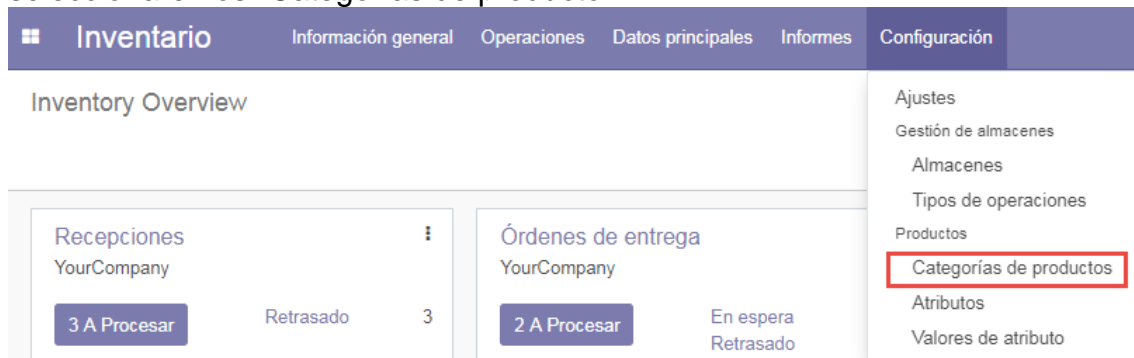 Inventario Información general Operaciones Datos principales Informes Configuración
Inventory Overview
Ajustes
Gestión de almacenes
Almacenes
Tipos de operaciones
Productos
Categorías de productos
Atributos
Valores de atributo
Recepciones
YourCompany
3 A Procesar Retrasado 3
Órdenes de entrega
YourCompany
2 A Procesar En espera
Retrasado